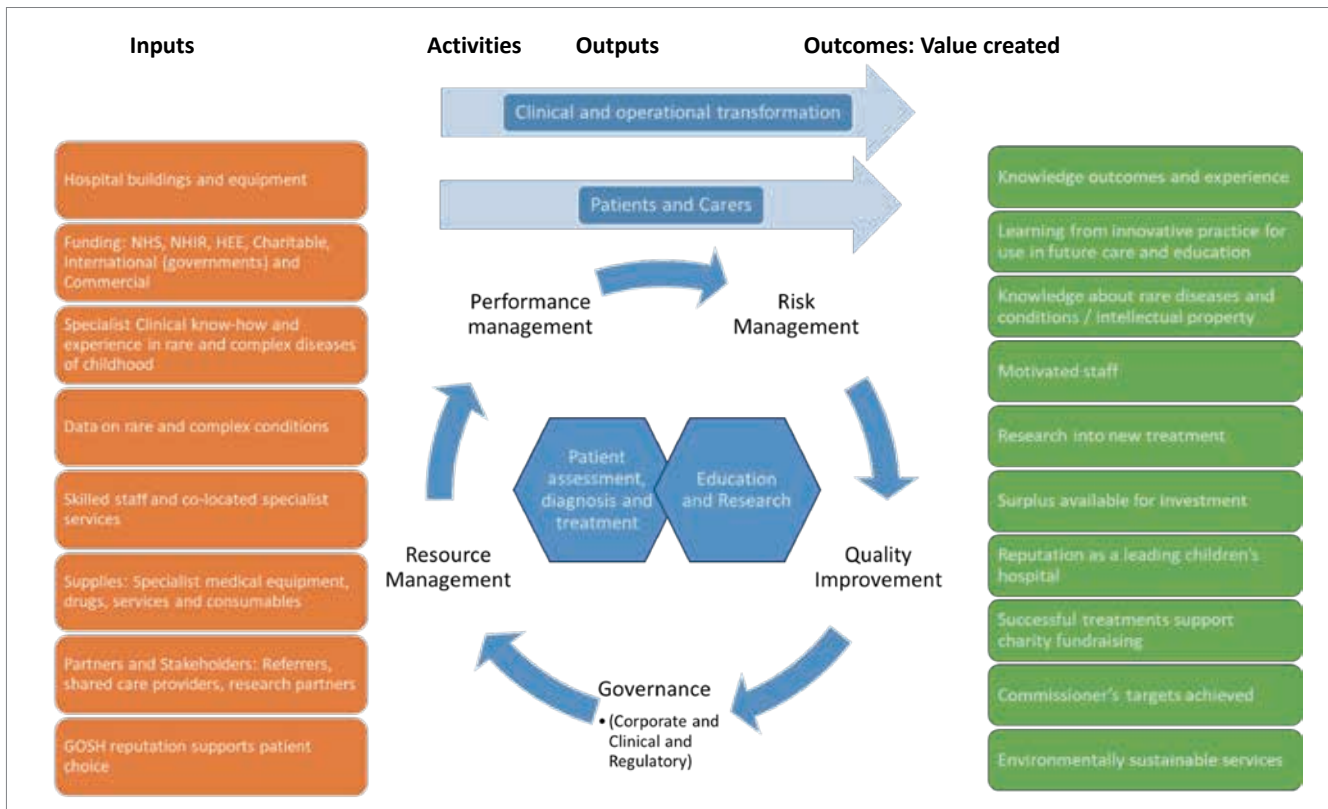 Inputs
Activities
Outputs
Outcomes: Value created
Clinical and operational transformation
Patients and Carers
Hospital buildings and equipment
Funding: NHS, NHIR, HEE, Charitable,
International (governments) and
Commercial
Specialist Clinical know-how and
experience in rare and complex diseases
of childhood
Data on rare and complex conditions
Skilled staff and co-located specialist
services
Supplies: Specialist medical equipment,
drugs, services and consumables
Partners and Stakeholders: Referrers,
shared care providers, research partners
GOSH reputation supports patient
choice
Performance
management
Risk
Management
Quality
Improvement
Governance
• (Corporate and
Clinical and
Regulatory)
Resource
Management
Patient
assessment,
diagnosis and
treatment
Education
and Research
Knowledge outcomes and experience
Learning from innovative practice for
use in future care and education
Knowledge about rare diseases and
conditions / intellectual property
Motivated staff
Research into new treatment
Surplus available for investment
Reputation as a leading children's
hospital
Successful treatments support
charity fundraising
Commissioner's targets achieved
Environmentally sustainable services